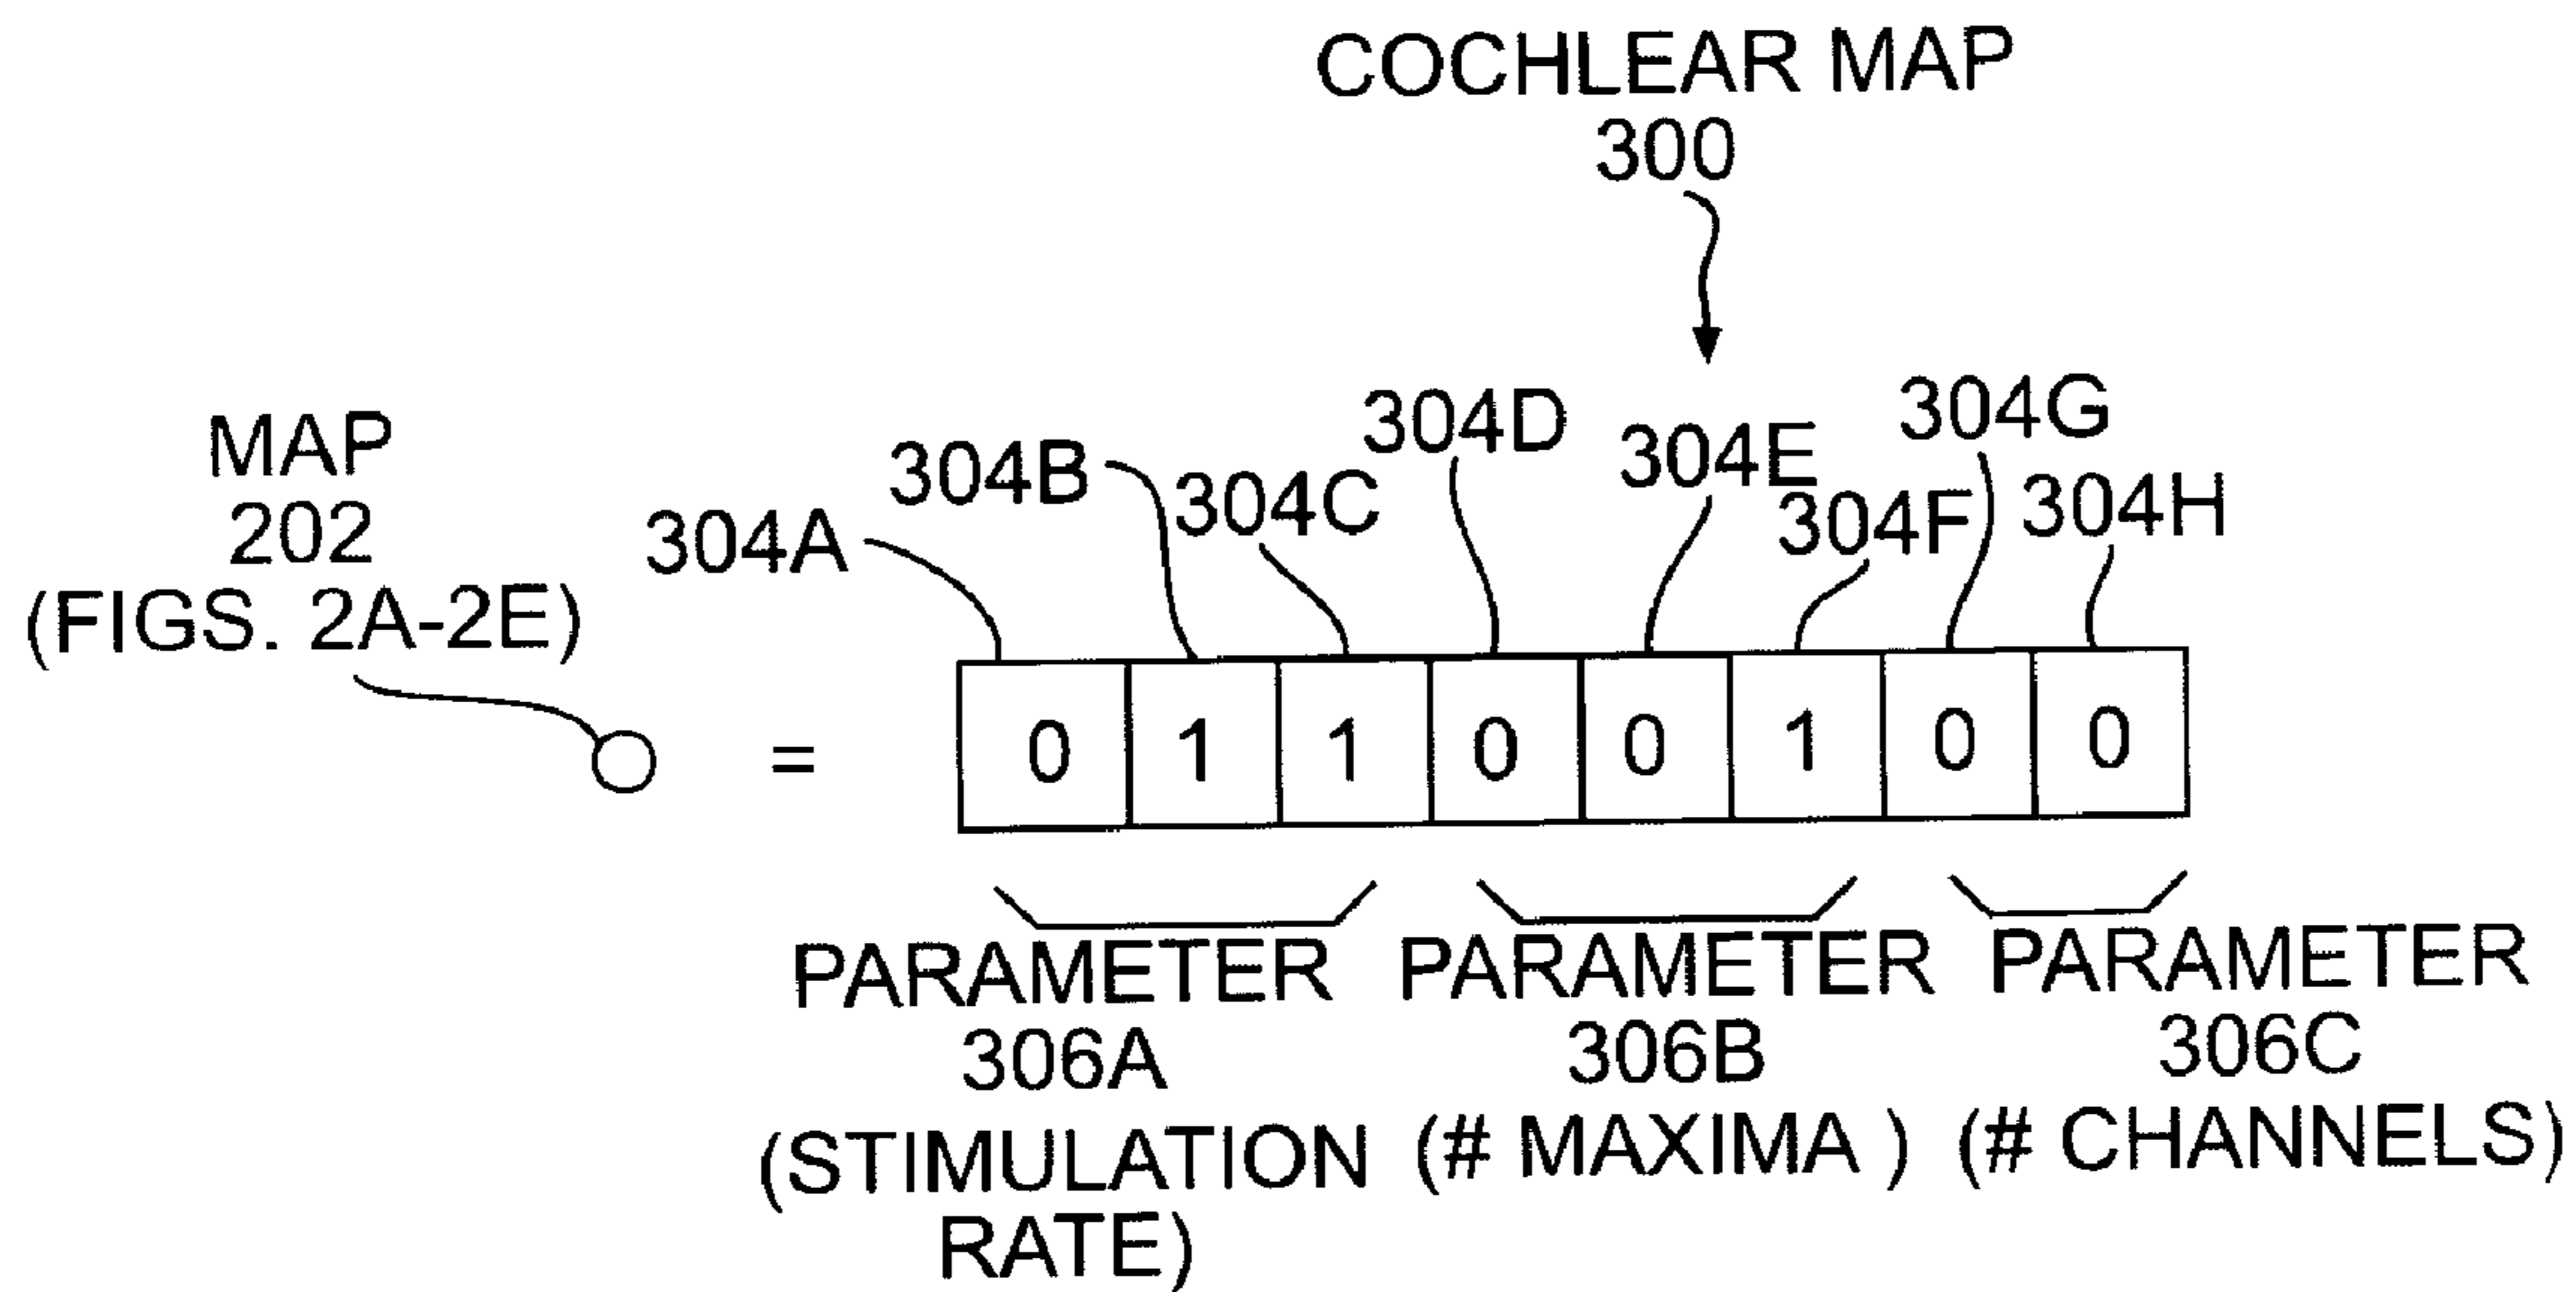 COCHLEAR MAP
300
MAP
202
(FIGS. 2A-2E)
304A
304B
304C
304D
304E
304F
304G
304H
= 0 1 1 0 0 1 0 0
PARAMETER
306A
(STIMULATION
RATE)
PARAMETER
306B
(# MAXIMA )
PARAMETER
306C
(# CHANNELS)